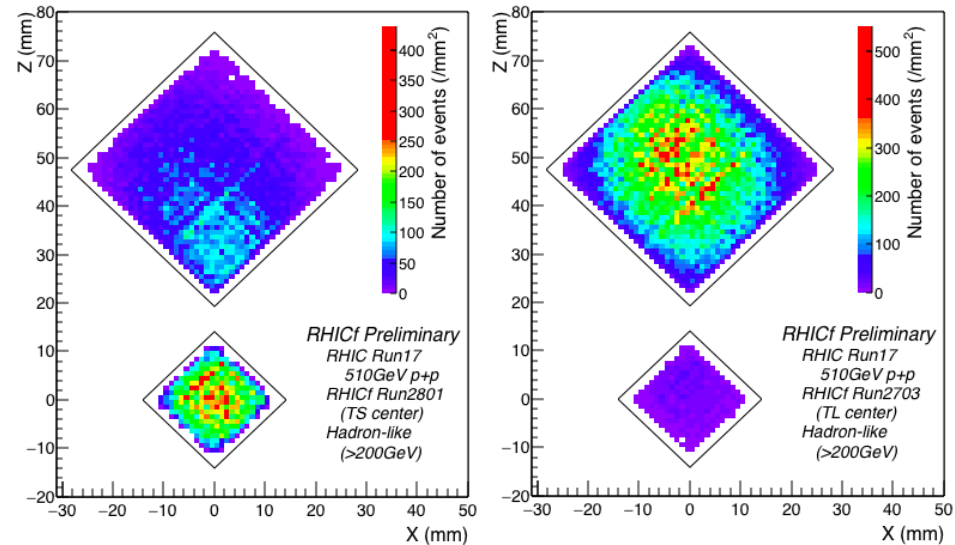 Z (mm)
80
70
60
50
40
30
20
10
0
−10
−20
−30 −20 −10 0 10 20 30 40 50
X (mm)
Number of events (/mm²)
400
350
300
250
200
150
100
50
0
RHICf Preliminary
RHIC Run17
510GeV p+p
RHICf Run2801
(TS center)
Hadron-like
(>200GeV)
Z (mm)
80
70
60
50
40
30
20
10
0
−10
−20
−30 −20 −10 0 10 20 30 40 50
X (mm)
Number of events (/mm²)
500
400
300
200
100
0
RHICf Preliminary
RHIC Run17
510GeV p+p
RHICf Run2703
(TL center)
Hadron-like
(>200GeV)